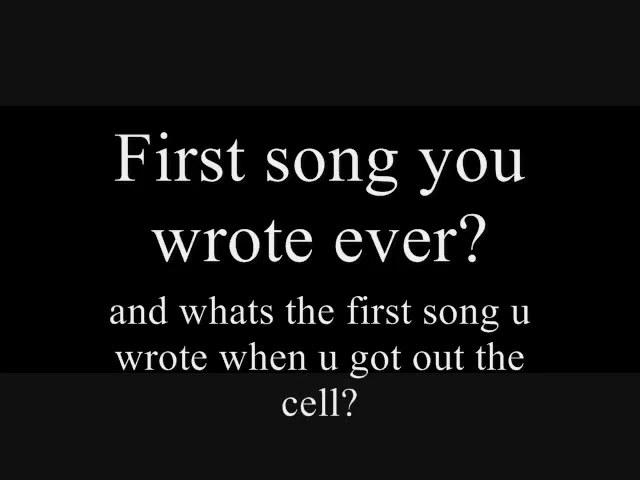 First song you
wrote ever?
and whats the first song u
wrote when u got out the
cell?